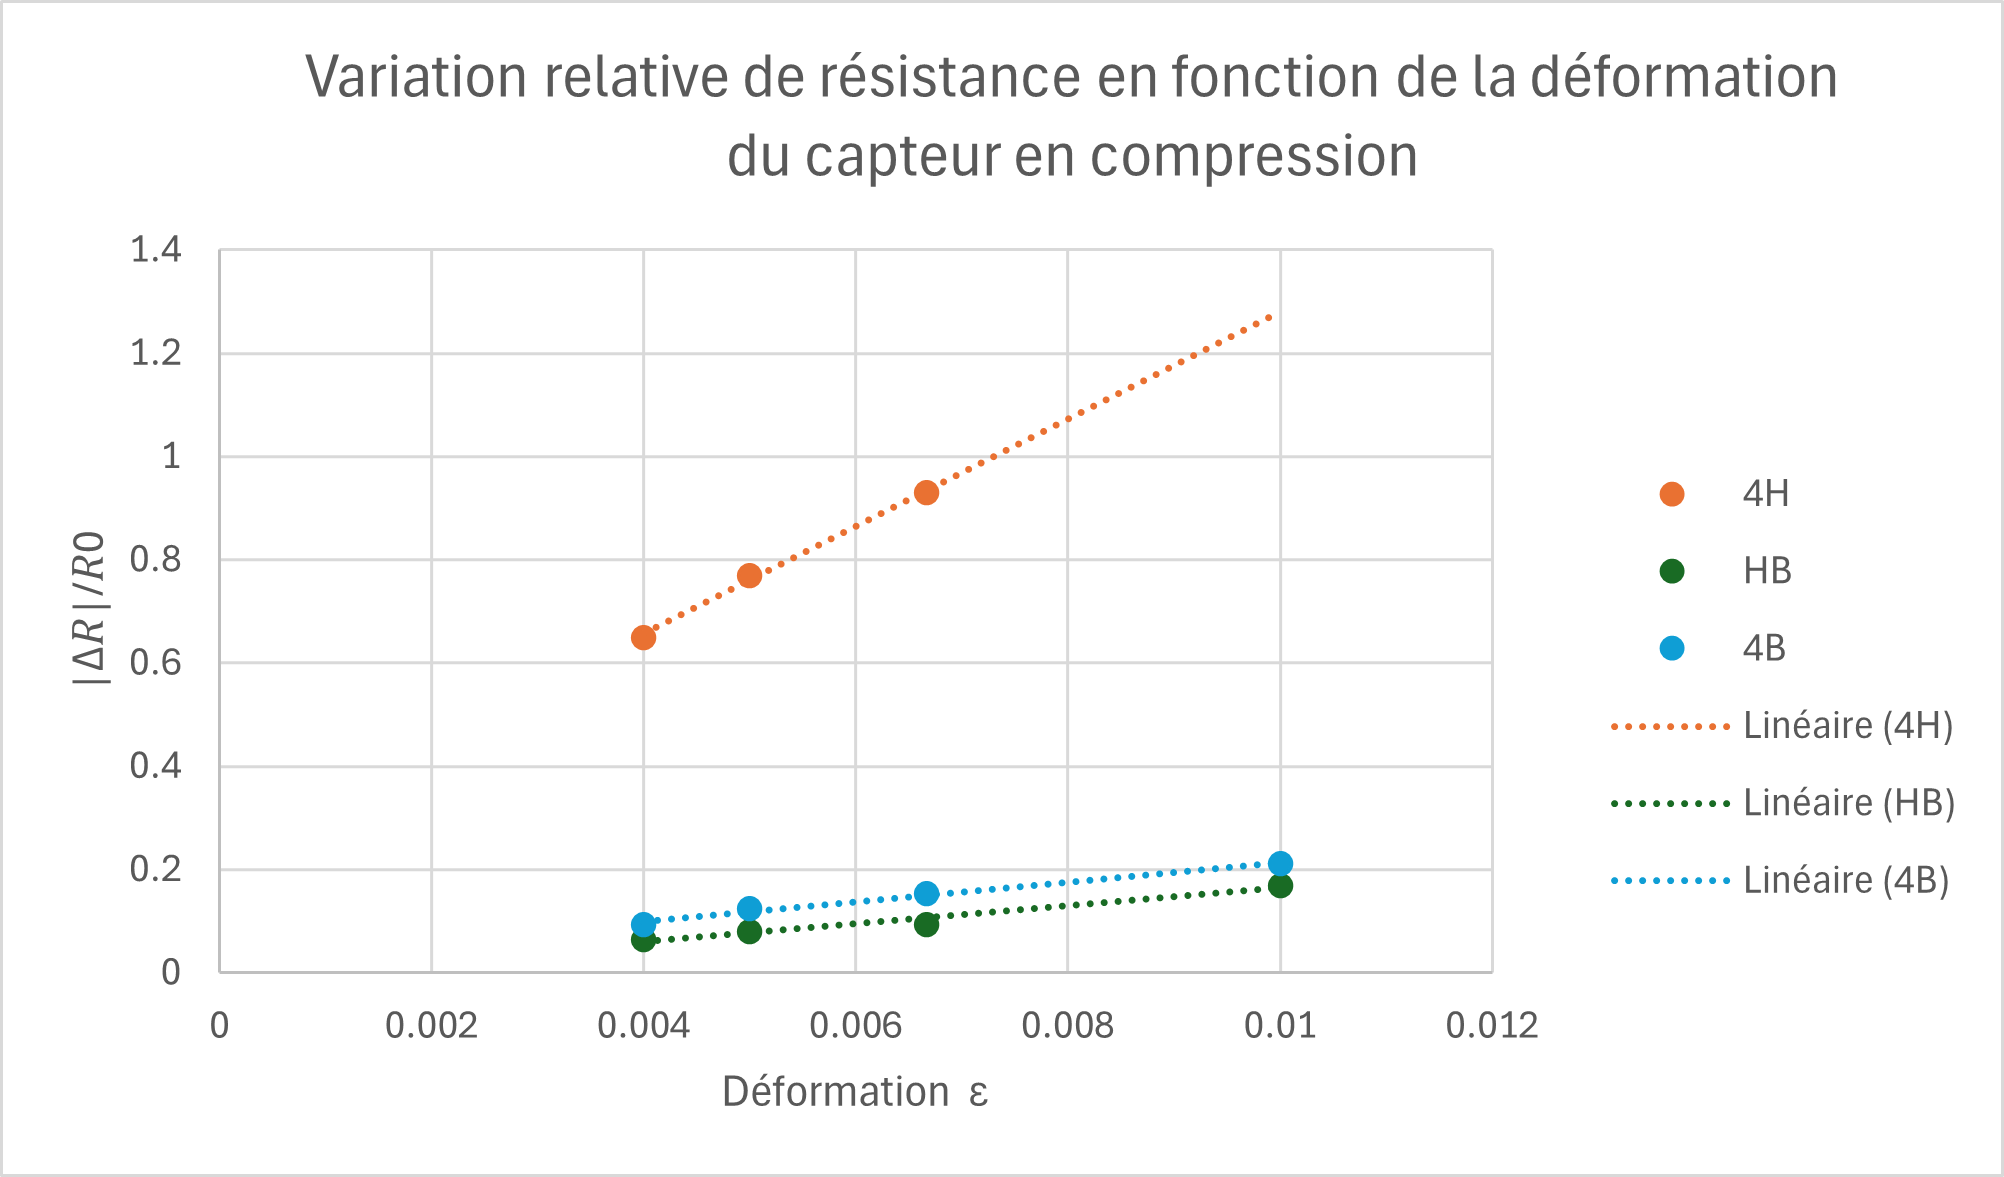 Variation relative de résistance en fonction de la déformation
du capteur en compression
|ΔR|/R0
1.4
1.2
1
0.8
0.6
0.4
0.2
0
0 0.002 0.004 0.006 0.008 0.01 0.012
Déformation ε
4H
HB
4B
Linéaire (4H)
Linéaire (HB)
Linéaire (4B)